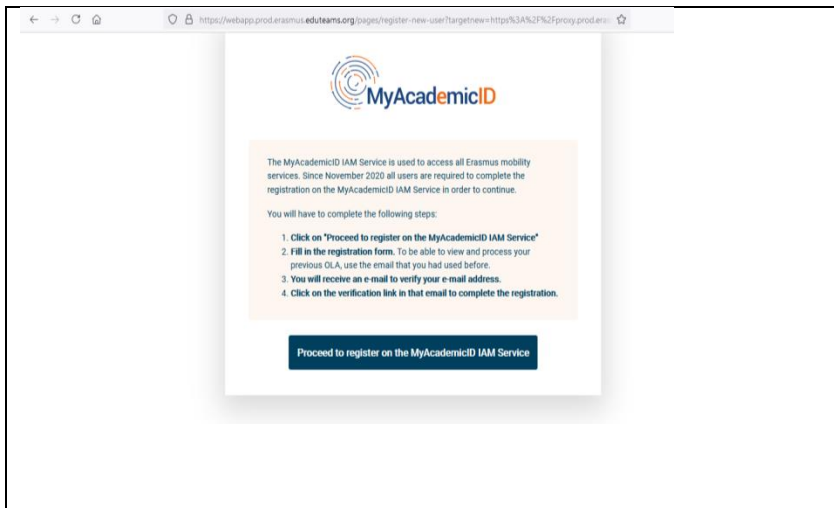 https://webapp.prod.erasmus.eduteams.org/pages/register-new-user?targetnew=https%3A%2F%2Fproxy.prod.eras
MyAcademicID
The MyAcademicID IAM Service is used to access all Erasmus mobility
services. Since November 2020 all users are required to complete the
registration on the MyAcademicID IAM Service in order to continue.
You will have to complete the following steps:
1. Click on "Proceed to register on the MyAcademicID IAM Service"
2. Fill in the registration form. To be able to view and process your
previous OLA, use the email that you had used before.
3. You will receive an e-mail to verify your e-mail address.
4. Click on the verification link in that email to complete the registration.
Proceed to register on the MyAcademicID IAM Service